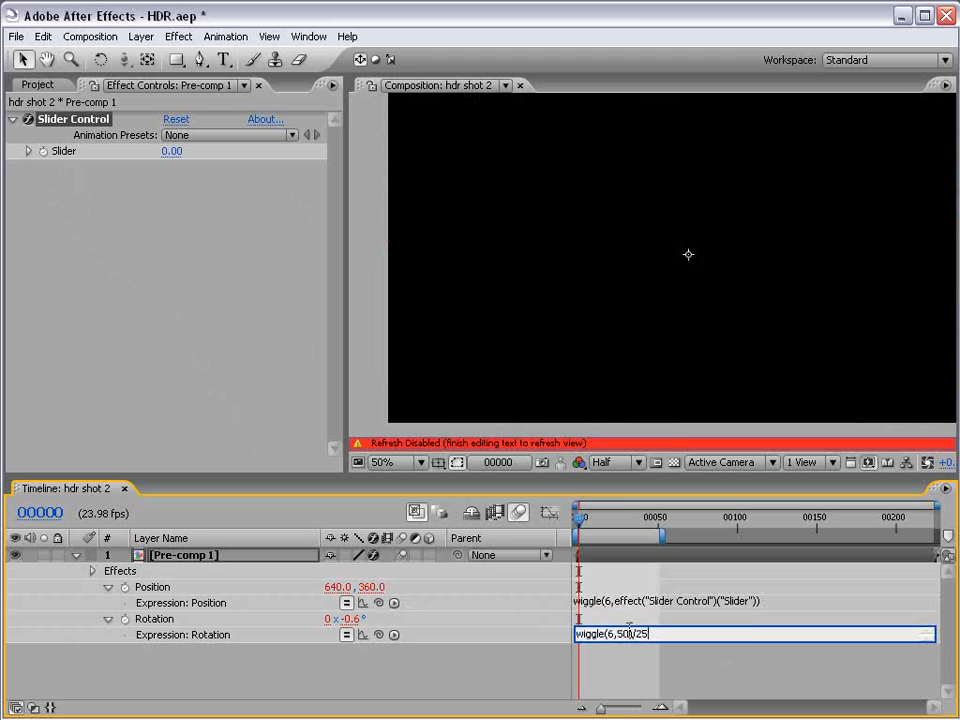 Adobe After Effects - HDR.aep *
File Edit Composition Layer Effect Animation View Window Help
Workspace: Standard
Project Effect Controls: Pre-comp 1
Composition: hdr shot 2
hdr shot 2 * Pre-comp 1
Slider Control Reset About...
Animation Presets: None
Slider 0.00
Refresh Disabled (finish editing text to refresh view)
50% 00000 Half Active Camera 1 View +0.
Timeline: hdr shot 2
00000 (23.98 fps)
0 00050 00100 00150 00200
# Layer Name Parent
1 [Pre-comp 1] None
Effects
Position 640.0, 360.0
Expression: Position wiggle(6,effect("Slider Control")("Slider"))
Rotation 0 x -0.6 °
Expression: Rotation wiggle(6,50)/25